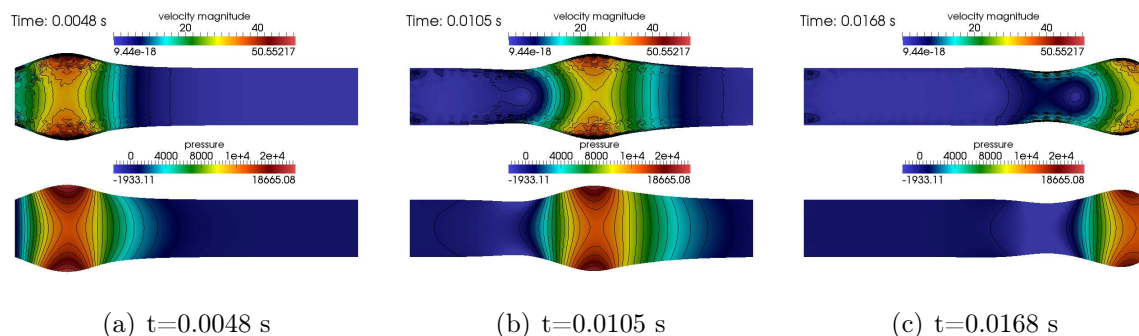 Time: 0.0048 s
velocity magnitude
20 40
9.44e-18 50.55217
pressure
0 4000 8000 1e+4 2e+4
-1933.11 18665.08
(a) t=0.0048 s
Time: 0.0105 s
velocity magnitude
20 40
9.44e-18 50.55217
pressure
0 4000 8000 1e+4 2e+4
-1933.11 18665.08
(b) t=0.0105 s
Time: 0.0168 s
velocity magnitude
20 40
9.44e-18 50.55217
pressure
0 4000 8000 1e+4 2e+4
-1933.11 18665.08
(c) t=0.0168 s